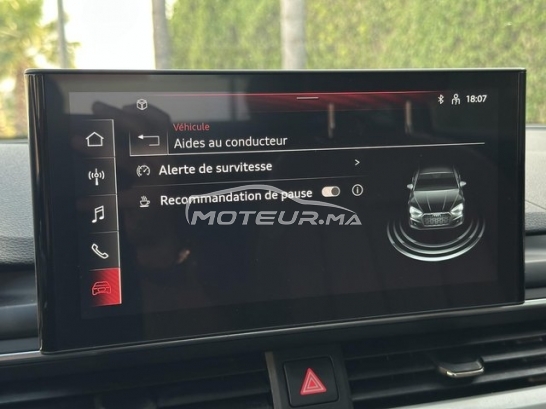 18:07
Véhicule
Aides au conducteur
Alerte de survitesse
Recommandation de pause
MOTEUR.MA